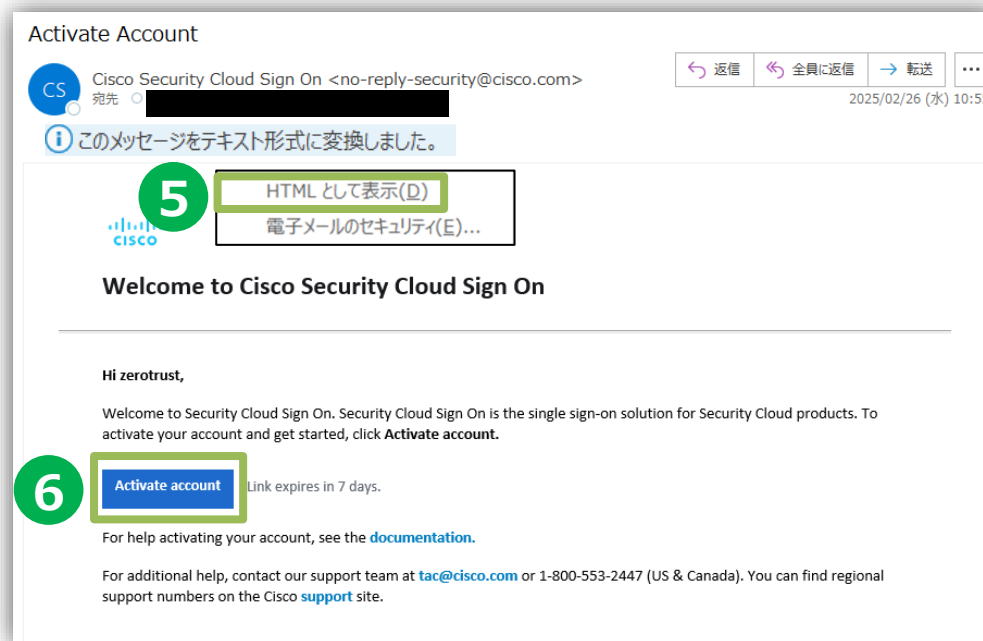 Activate Account
CS
Cisco Security Cloud Sign On <no-reply-security@cisco.com>
返信
全員に返信
転送
...
宛先
2025/02/26 (水) 10:5
このメッセージをテキスト形式に変換しました。
5
HTML として表示(D)
電子メールのセキュリティ(E)...
CISCO
Welcome to Cisco Security Cloud Sign On
Hi zerotrust,
Welcome to Security Cloud Sign On. Security Cloud Sign On is the single sign-on solution for Security Cloud products. To
activate your account and get started, click Activate account.
6
Activate account
Link expires in 7 days.
For help activating your account, see the documentation.
For additional help, contact our support team at tac@cisco.com or 1-800-553-2447 (US & Canada). You can find regional
support numbers on the Cisco support site.